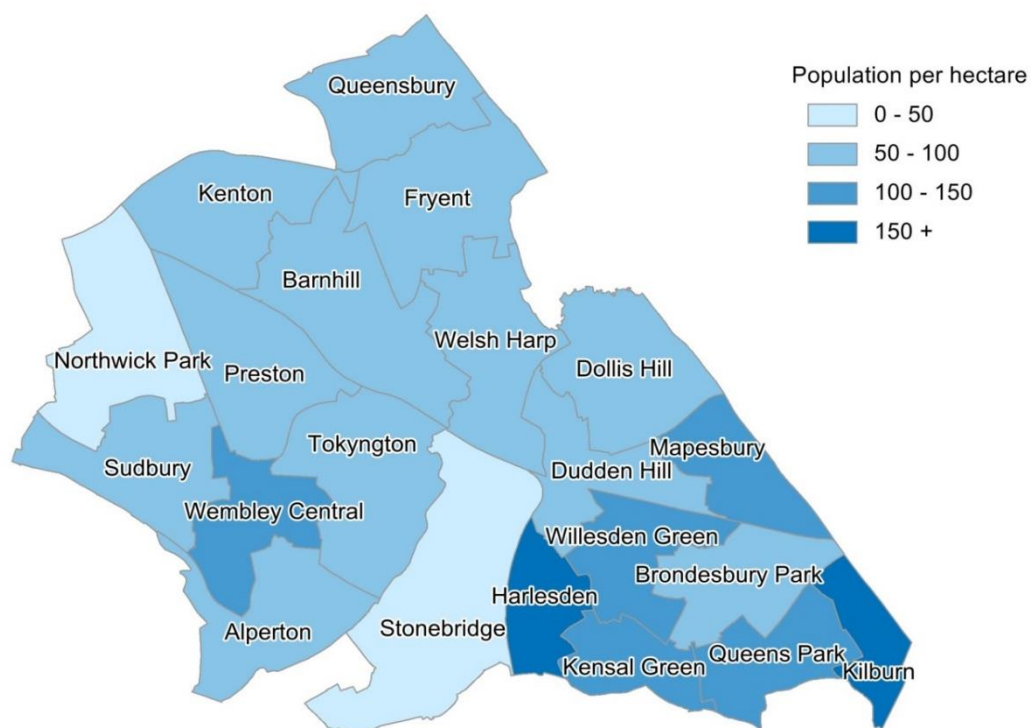 Population per hectare
0 - 50
50 - 100
100 - 150
150 +
Queensbury
Kenton
Fryent
Barnhill
Welsh Harp
Northwick Park
Preston
Dollis Hill
Tokyngton
Mapesbury
Sudbury
Dudden Hill
Wembley Central
Willesden Green
Brondesbury Park
Harlesden
Alperton
Stonebridge
Kensal Green
Queens Park
Kilburn